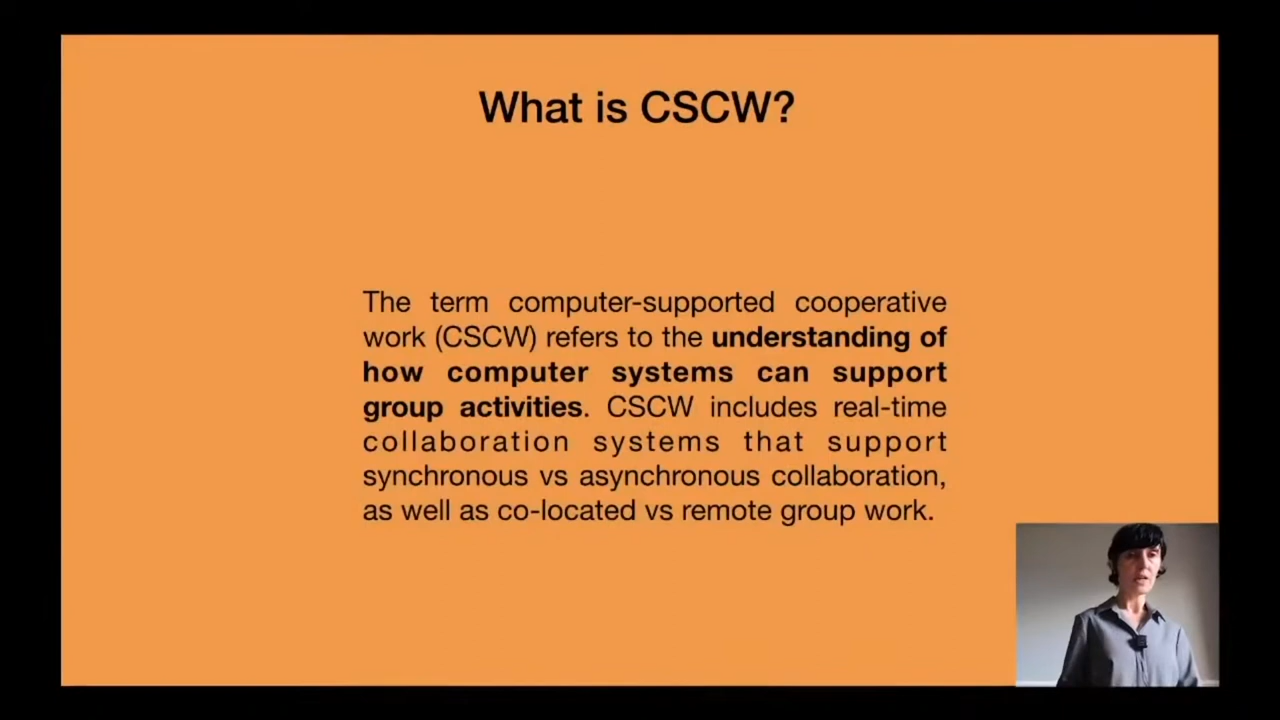 What is CSCW?
The term computer-supported cooperative
work (CSCW) refers to the understanding of
how computer systems can support
group activities. CSCW includes real-time
collaboration systems that support
synchronous vs asynchronous collaboration,
as well as co-located vs remote group work.